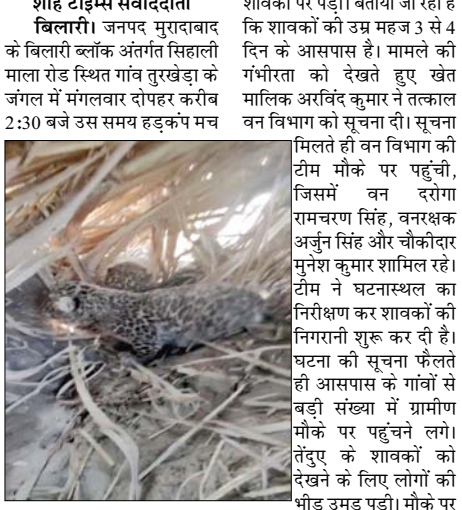 शाह टाइम्स संवाददाता
बिलारी। जनपद मुरादाबाद
के बिलारी ब्लॉक अंतर्गत सिहाली
माला रोड स्थित गांव तुरखेड़ा के
जंगल में मंगलवार दोपहर करीब
2:30 बजे उस समय हड़कंप मच
शावकों पर पड़ी। बताया जा रहा है
कि शावकों की उम्र महज 3 से 4
दिन के आसपास है। मामले की
गंभीरता को देखते हुए खेत
मालिक अरविंद कुमार ने तत्काल
वन विभाग को सूचना दी। सूचना
मिलते ही वन विभाग की
टीम मौके पर पहुंची,
जिसमें वन दरोगा
रामचरण सिंह, वनरक्षक
अर्जुन सिंह और चौकीदार
मुनेश कुमार शामिल रहे।
टीम ने घटनास्थल का
निरीक्षण कर शावकों की
निगरानी शुरू कर दी है।
घटना की सूचना फैलते
ही आसपास के गांवों से
बड़ी संख्या में ग्रामीण
मौके पर पहुंचने लगे।
तेंदुए के शावकों को
देखने के लिए लोगों की
भीड़ उमड़ पड़ी। मौके पर